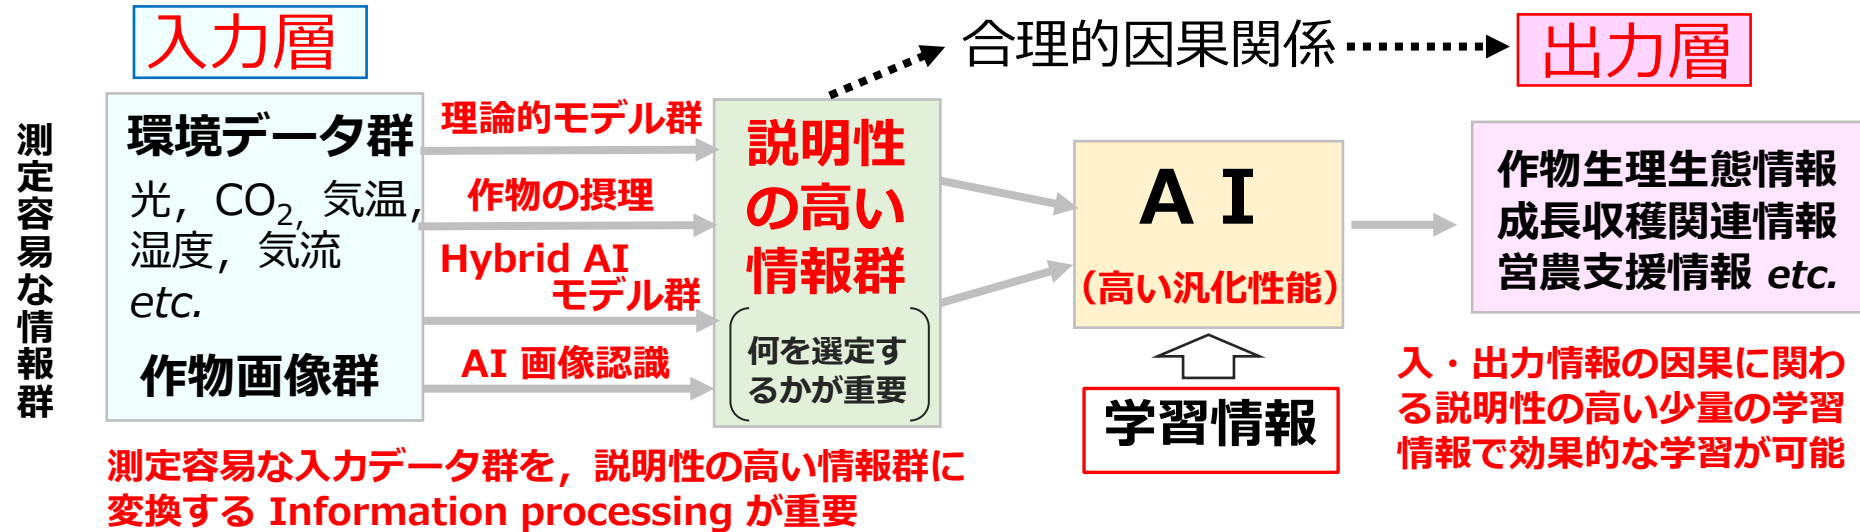 入力層
合理的因果関係
出力層
測定容易な情報群
環境データ群
光，CO2, 気温,
湿度，気流
etc.
作物画像群
理論的モデル群
作物の摂理
Hybrid AI
モデル群
AI 画像認識
説明性
の高い
情報群
何を選定す
るかが重要
ＡＩ
（高い汎化性能）
学習情報
作物生理生態情報
成長収穫関連情報
営農支援情報 etc.
入・出力情報の因果に関わ
る説明性の高い少量の学習
情報で効果的な学習が可能
測定容易な入力データ群を，説明性の高い情報群に
変換する Information processing が重要